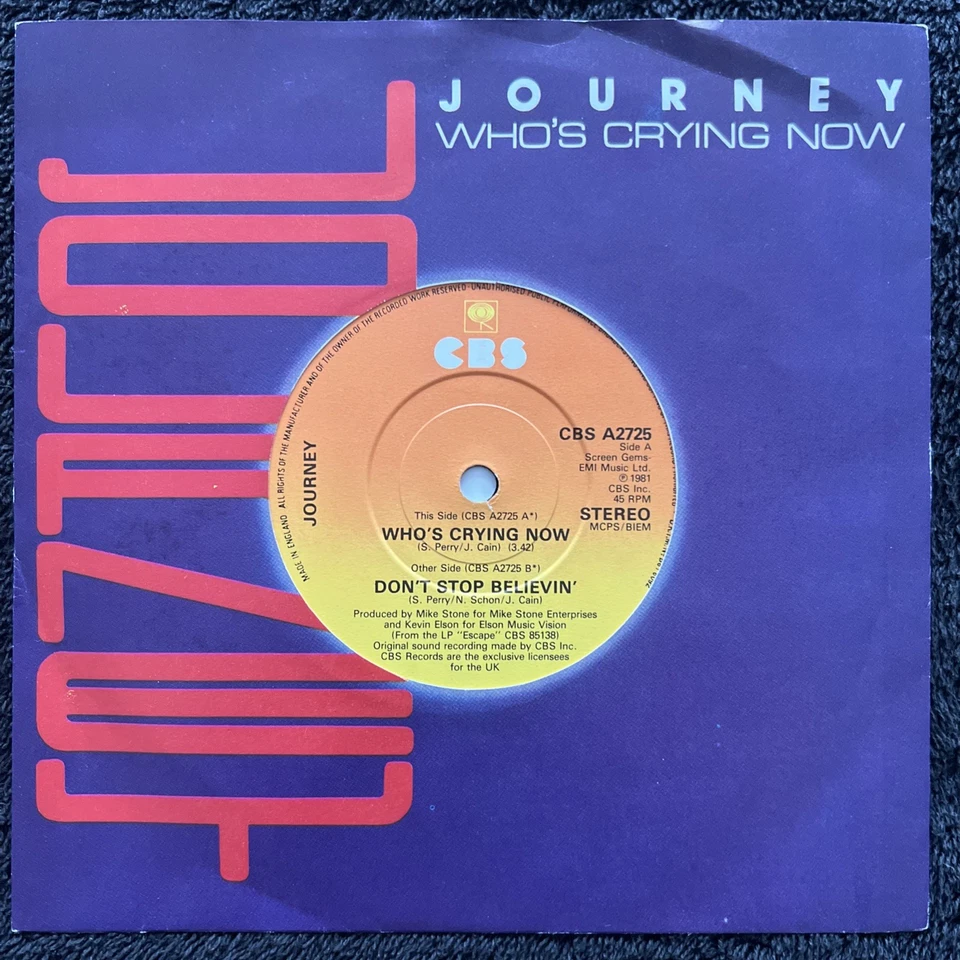 JOURNEY
WHO'S CRYING NOW
JOURNEY
MADE IN ENGLAND · ALL RIGHTS OF THE MANUFACTURER AND OF THE OWNER OF THE RECORDED WORK RESERVED · UNAUTHORISED PUBLIC
CBS
CBS A2725
Side A
Screen Gems-
EMI Music Ltd.
℗ 1981
CBS Inc.
45 RPM
STEREO
MCPS/BIEM
JOURNEY
This Side (CBS A2725 A*)
WHO'S CRYING NOW
(S. Perry/J. Cain) (3.42)
Other Side (CBS A2725 B*)
DON'T STOP BELIEVIN'
(S. Perry/N. Schon/J. Cain)
Produced by Mike Stone for Mike Stone Enterprises
and Kevin Elson for Elson Music Vision
(From the LP "Escape" CBS 85138)
Original sound recording made by CBS Inc.
CBS Records are the exclusive licensees
for the UK